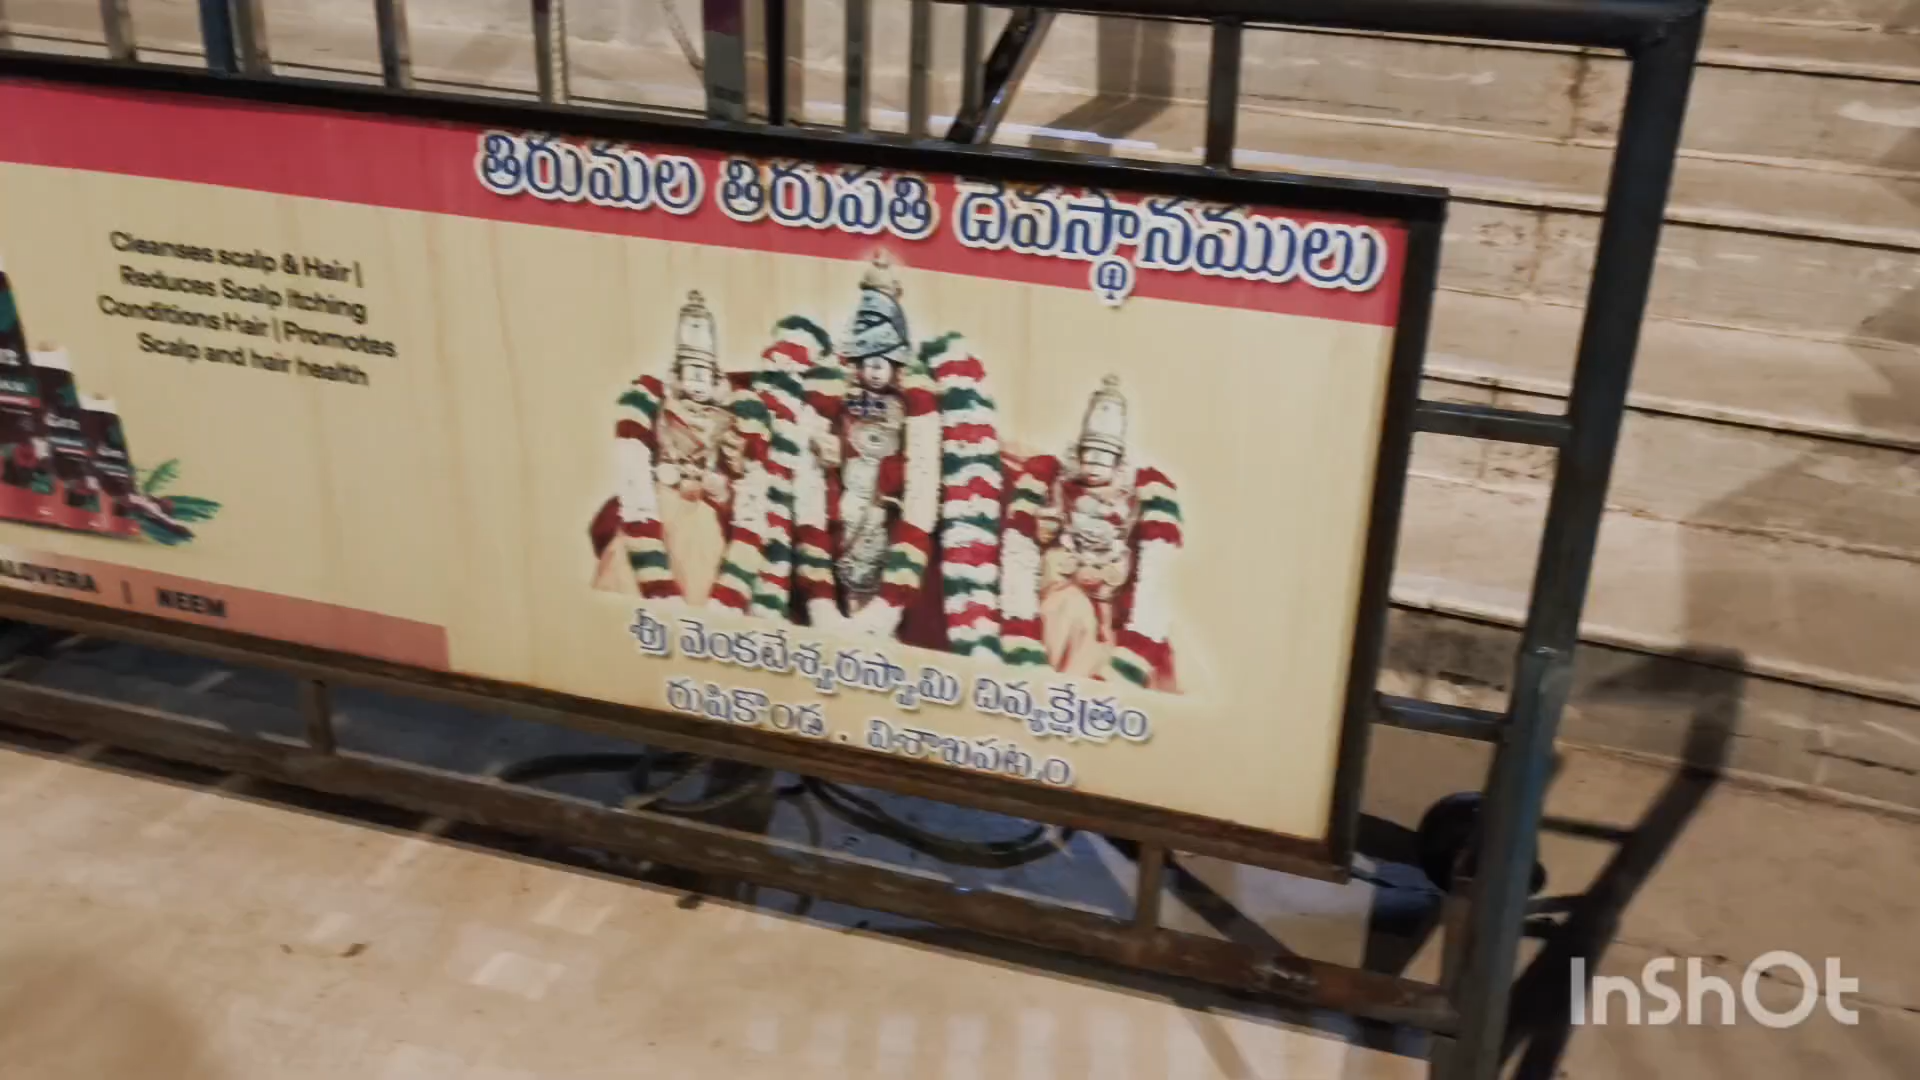 తిరుమల తిరుపతి దేవస్థానములు
Cleanses scalp & Hair |
Reduces Scalp Itching
Conditions Hair | Promotes
Scalp and hair health
ALOVERA | NEEM
శ్రీ వెంకటేశ్వరస్వామి దివ్యక్షేత్రం
రుషికొండ . విశాఖపట్నం
InShOt